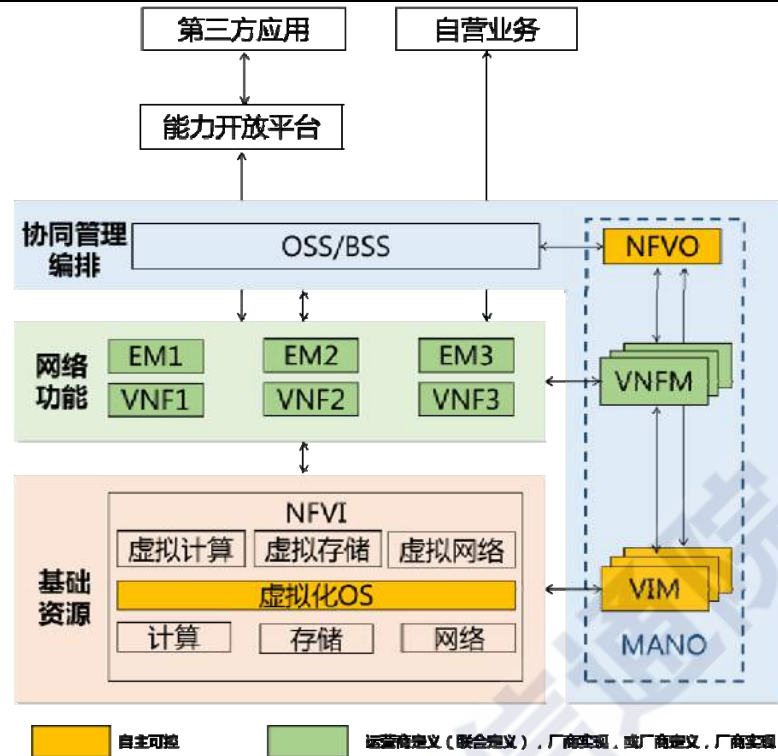 第三方应用
自营业务
能力开放平台
协同管理
编排
OSS/BSS
NFVO
网络
功能
EM1
EM2
EM3
VNF1
VNF2
VNF3
VNFM
基础
资源
NFVI
虚拟计算
虚拟存储
虚拟网络
虚拟化OS
计算
存储
网络
VIM
MANO
信通院
自主可控
运营商定义(联合定义),厂商实现,或厂商定义,厂商实现